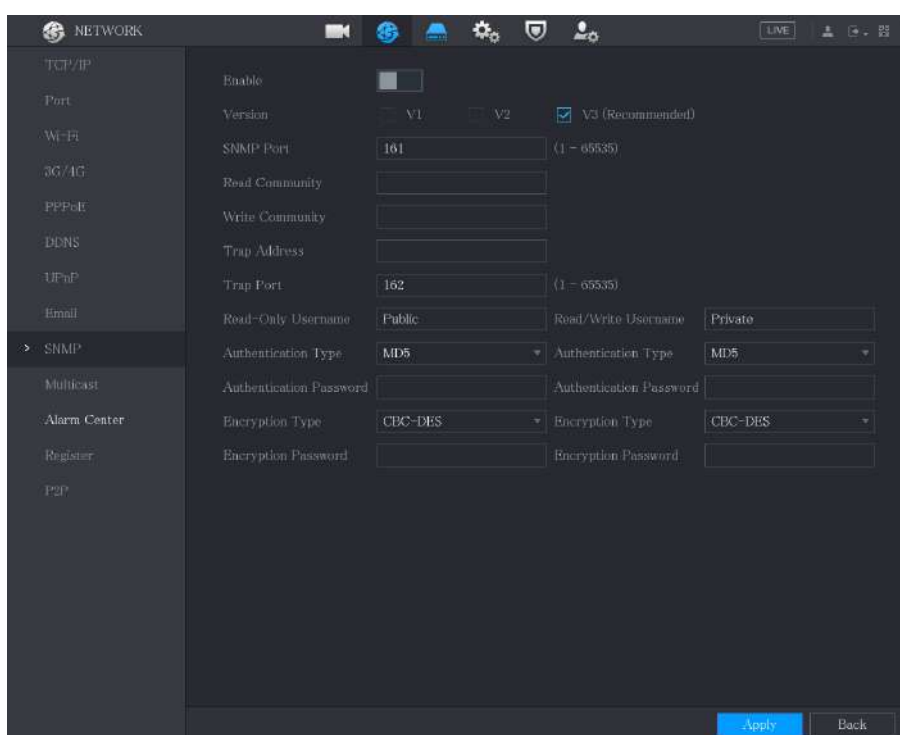 NETWORK LIVE
TCP/IP
Port
Wi-Fi
3G/4G
PPPoE
DDNS
UPnP
Email
> SNMP
Multicast
Alarm Center
Register
P2P
Enable
Version V1 V2 V3 (Recommended)
SNMP Port 161 (1 - 65535)
Read Community
Write Community
Trap Address
Trap Port 162 (1 - 65535)
Read-Only Username Public Read/Write Username Private
Authentication Type MD5 Authentication Type MD5
Authentication Password Authentication Password
Encryption Type CBC-DES Encryption Type CBC-DES
Encryption Password Encryption Password
Apply Back